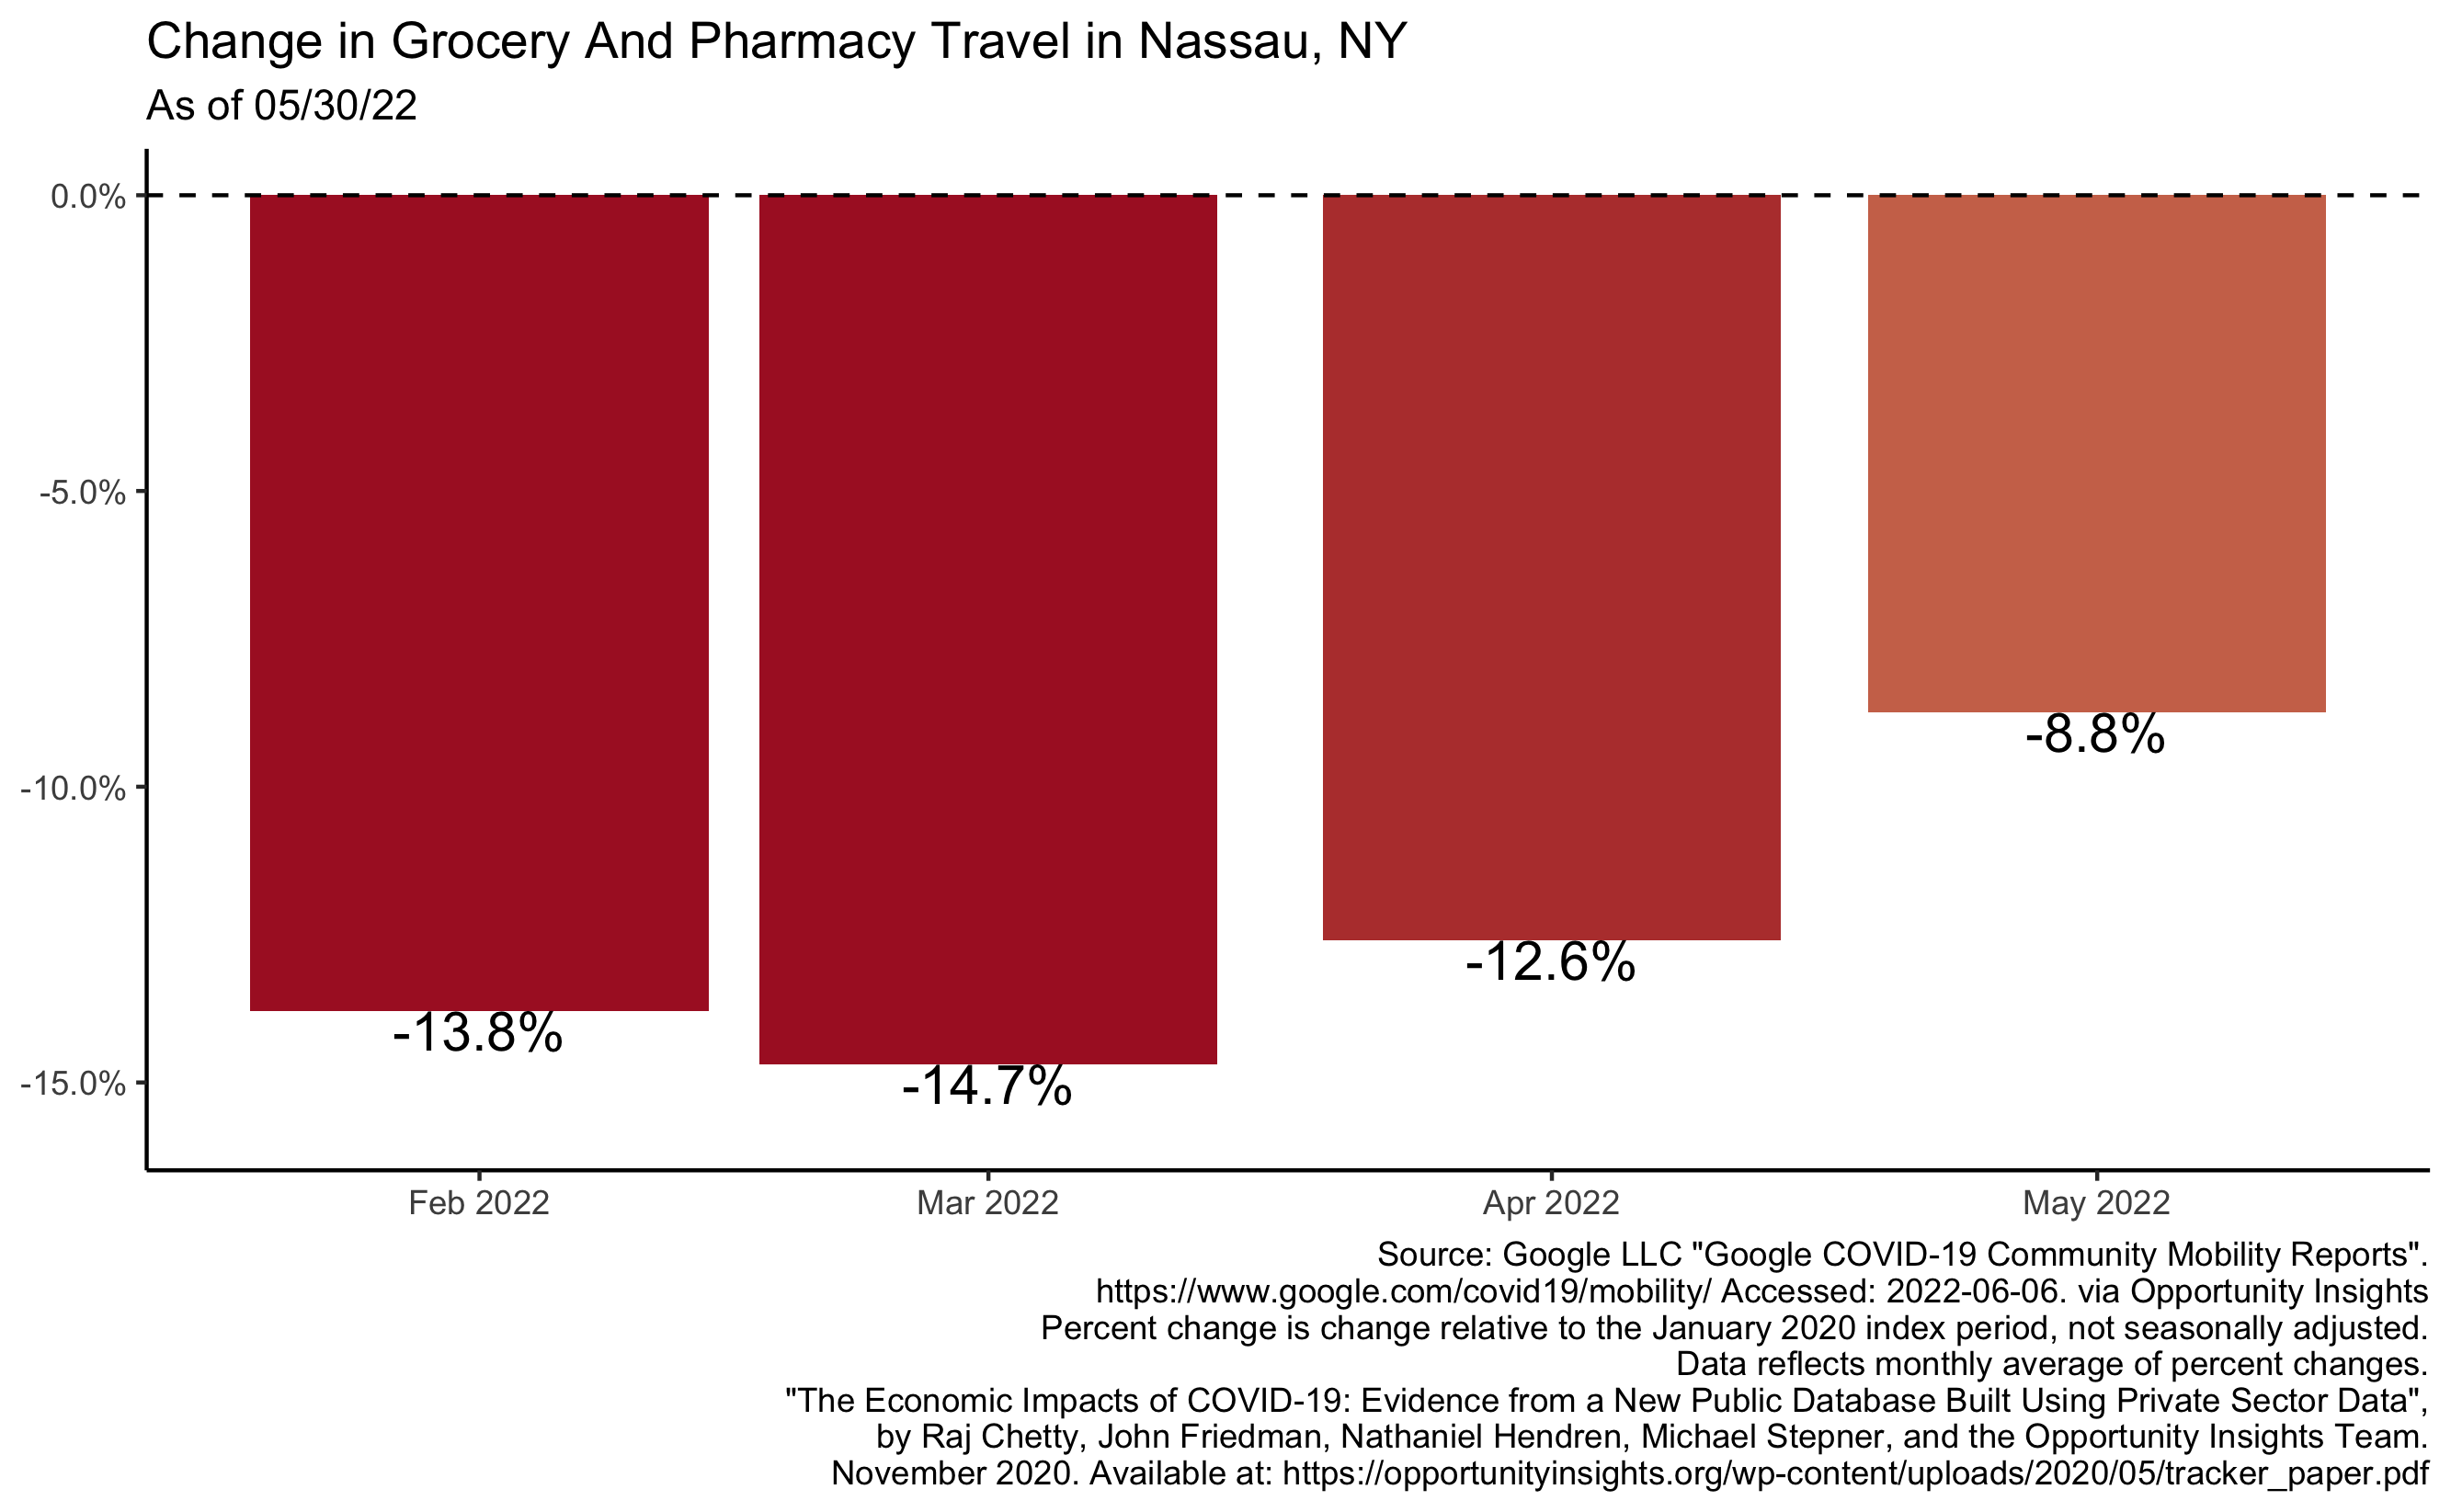 Change in Grocery And Pharmacy Travel in Nassau, NY
As of 05/30/22
0.0%
-5.0%
-10.0%
-15.0%
-13.8%
-14.7%
-12.6%
-8.8%
Feb 2022
Mar 2022
Apr 2022
May 2022
Source: Google LLC "Google COVID-19 Community Mobility Reports".
https://www.google.com/covid19/mobility/ Accessed: 2022-06-06. via Opportunity Insights
Percent change is change relative to the January 2020 index period, not seasonally adjusted.
Data reflects monthly average of percent changes.
"The Economic Impacts of COVID-19: Evidence from a New Public Database Built Using Private Sector Data",
by Raj Chetty, John Friedman, Nathaniel Hendren, Michael Stepner, and the Opportunity Insights Team.
November 2020. Available at: https://opportunityinsights.org/wp-content/uploads/2020/05/tracker_paper.pdf